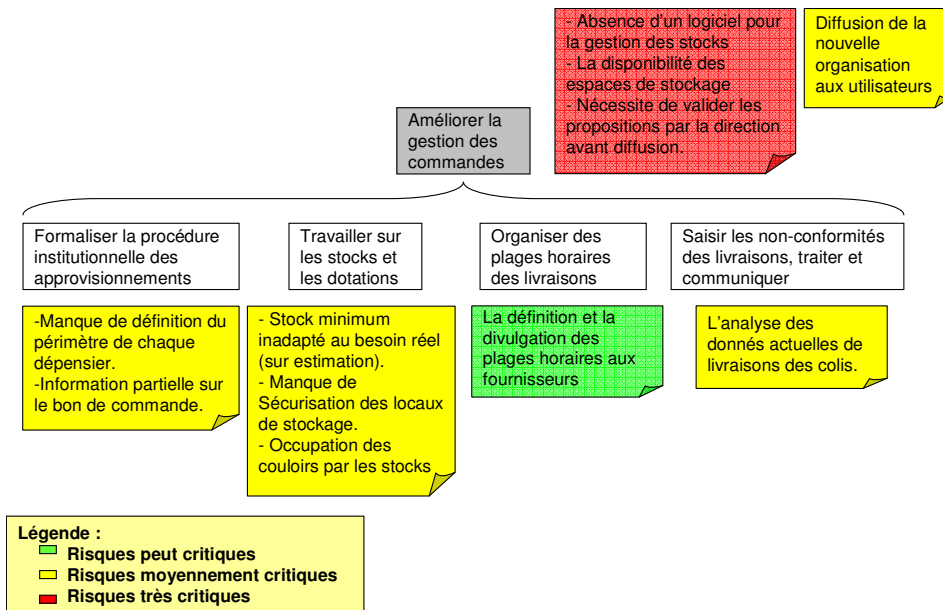 - Absence d'un logiciel pour
la gestion des stocks
- La disponibilité des
espaces de stockage
- Nécessite de valider les
propositions par la direction
avant diffusion.
Diffusion de la
nouvelle
organisation
aux utilisateurs
Améliorer la
gestion des
commandes
Formaliser la procédure
institutionnelle des
approvisionnements
Travailler sur
les stocks et
les dotations
Organiser des
plages horaires
des livraisons
Saisir les non-conformités
des livraisons, traiter et
communiquer
-Manque de définition du
périmètre de chaque
dépensier.
-Information partielle sur
le bon de commande.
- Stock minimum
inadapté au besoin réel
(sur estimation).
- Manque de
Sécurisation des locaux
de stockage.
- Occupation des
couloirs par les stocks
La définition et la
divulgation des
plages horaires aux
fournisseurs
L'analyse des
donnés actuelles de
livraisons des colis.
Légende :
Risques peut critiques
Risques moyennement critiques
Risques très critiques